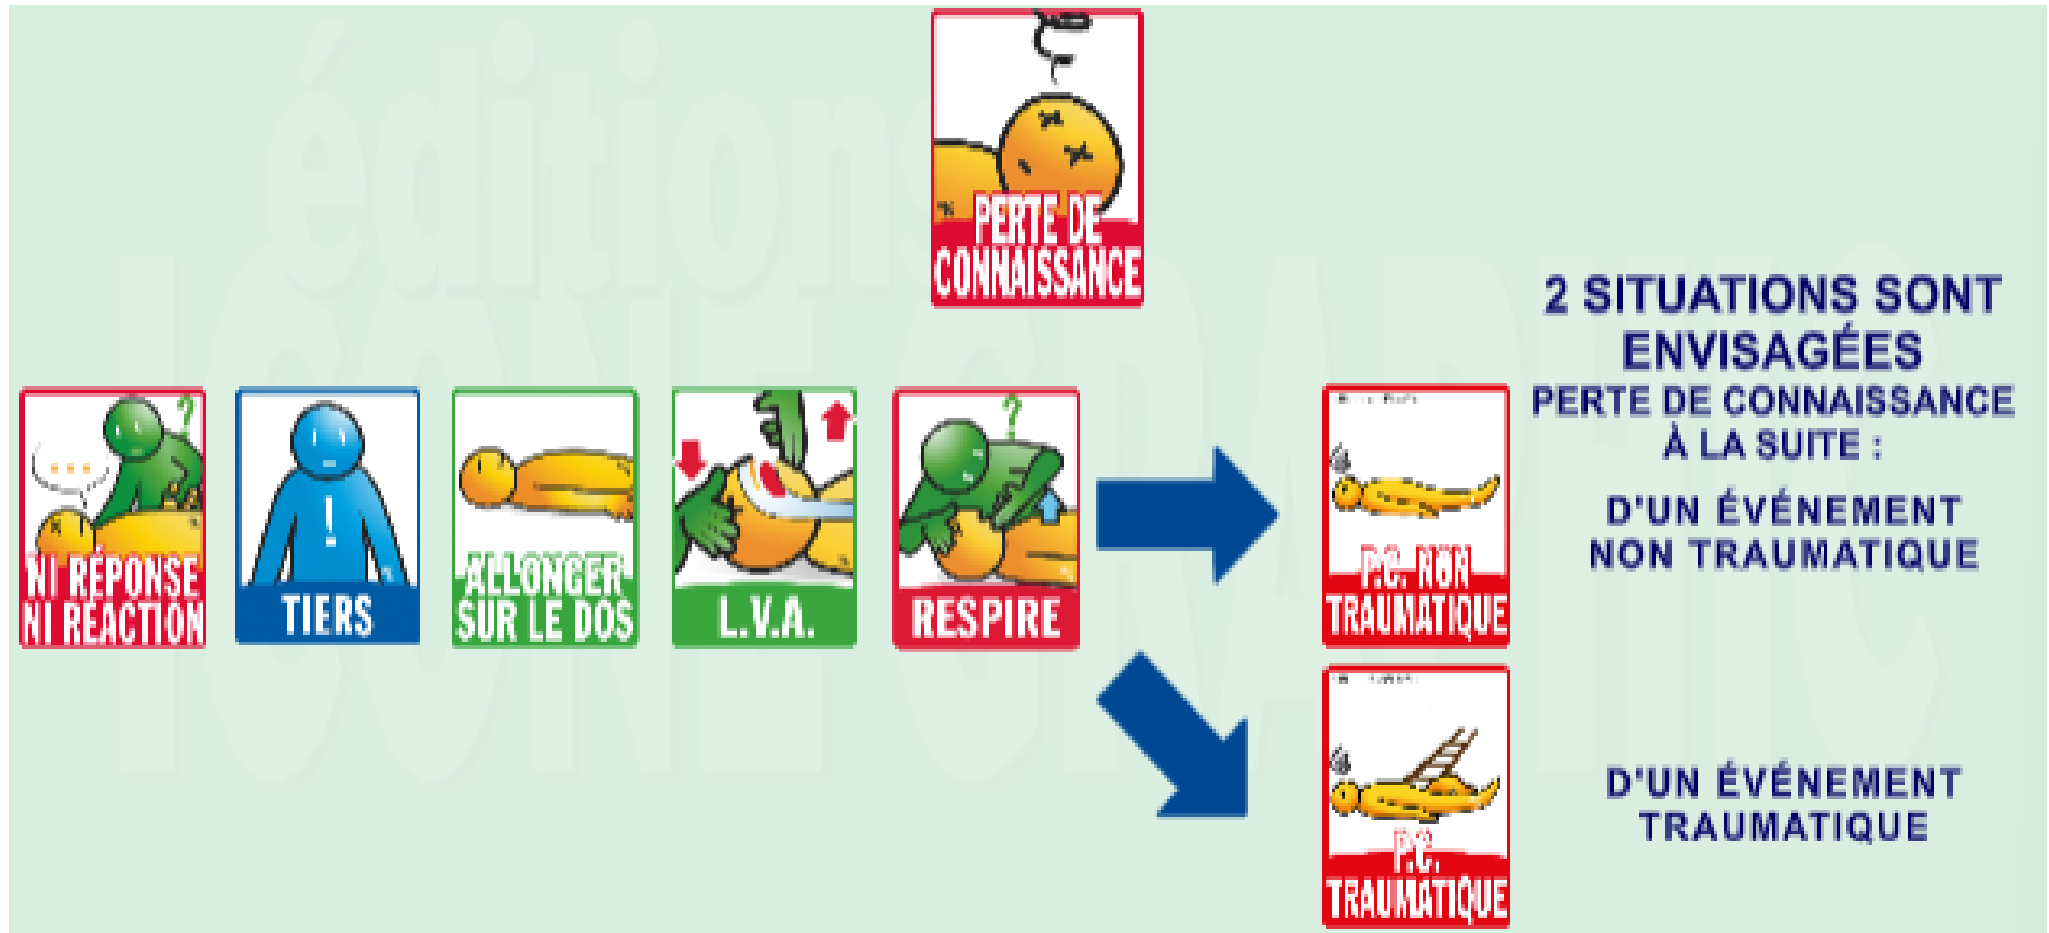 éditions
PERTE DE
CONNAISSANCE
NI RÉPONSE
NI RÉACTION
TIERS
ALLONGER
SUR LE DOS
L.V.A.
RESPIRE
P.C. NON
TRAUMATIQUE
P.C.
TRAUMATIQUE
2 SITUATIONS SONT
ENVISAGÉES
PERTE DE CONNAISSANCE
À LA SUITE :
D'UN ÉVÉNEMENT
NON TRAUMATIQUE
D'UN ÉVÉNEMENT
TRAUMATIQUE